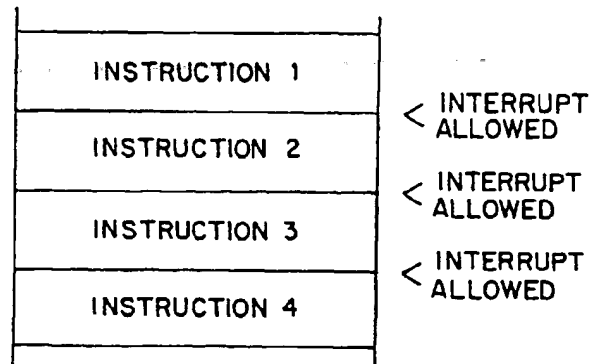 INSTRUCTION 1
< INTERRUPT
ALLOWED
INSTRUCTION 2
< INTERRUPT
ALLOWED
INSTRUCTION 3
< INTERRUPT
ALLOWED
INSTRUCTION 4